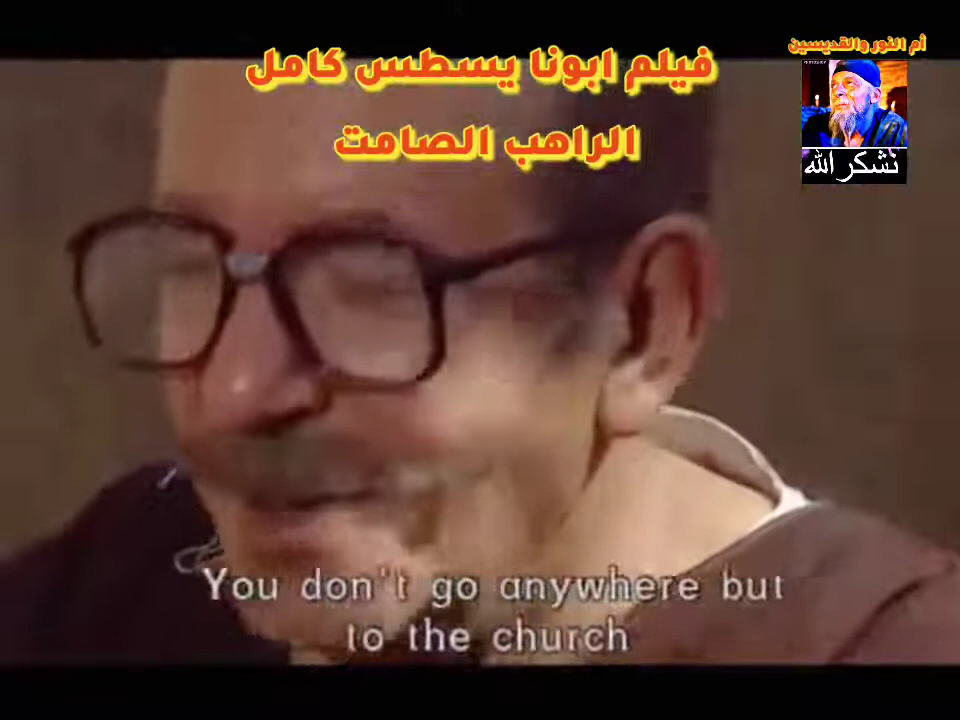 أم النور والقديسين
فيلم ابونا يسطس كامل
الراهب الصامت
نشكر الله
You don't go anywhere but
to the church